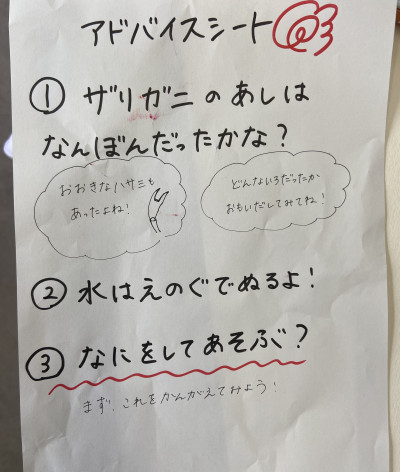 アドバイスシート
① ザリガニのあしは
なんぼんだったかな?
おおきなハサミも
あったよね!
どんないろだったか
おもいだしてみてね!
② 水はえのぐでぬるよ!
③ なにをしてあそぶ?
まず、これをかんがえてみよう!